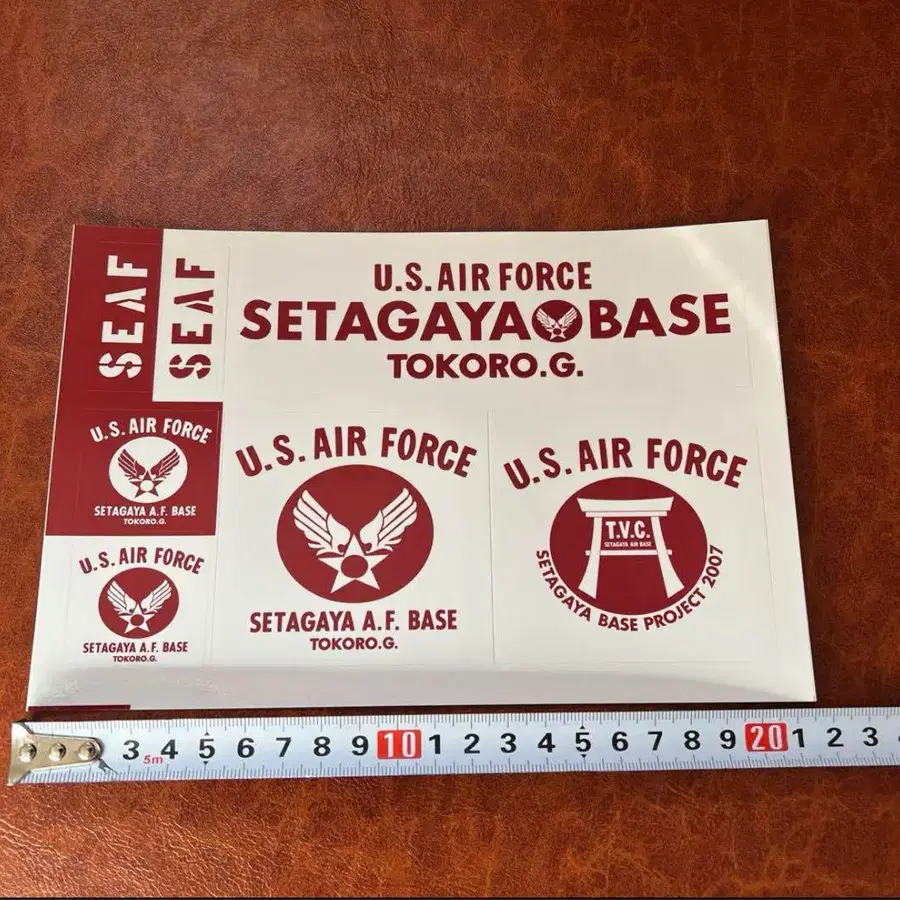 SEAF
SEAF
U.S. AIR FORCE
SETAGAYA BASE
TOKORO.G.
U.S. AIR FORCE
SETAGAYA A.F. BASE
TOKORO.G.
U.S. AIR FORCE
SETAGAYA A.F. BASE
TOKORO.G.
U.S. AIR FORCE
SETAGAYA A.F. BASE
TOKORO.G.
U.S. AIR FORCE
T.V.C.
SETAGAYA AIR BASE
SETAGAYA BASE PROJECT 2007
3 4 5 6 7 8 9 10 1 2 3 4 5 6 7 8 9 20 1 2 3
5m